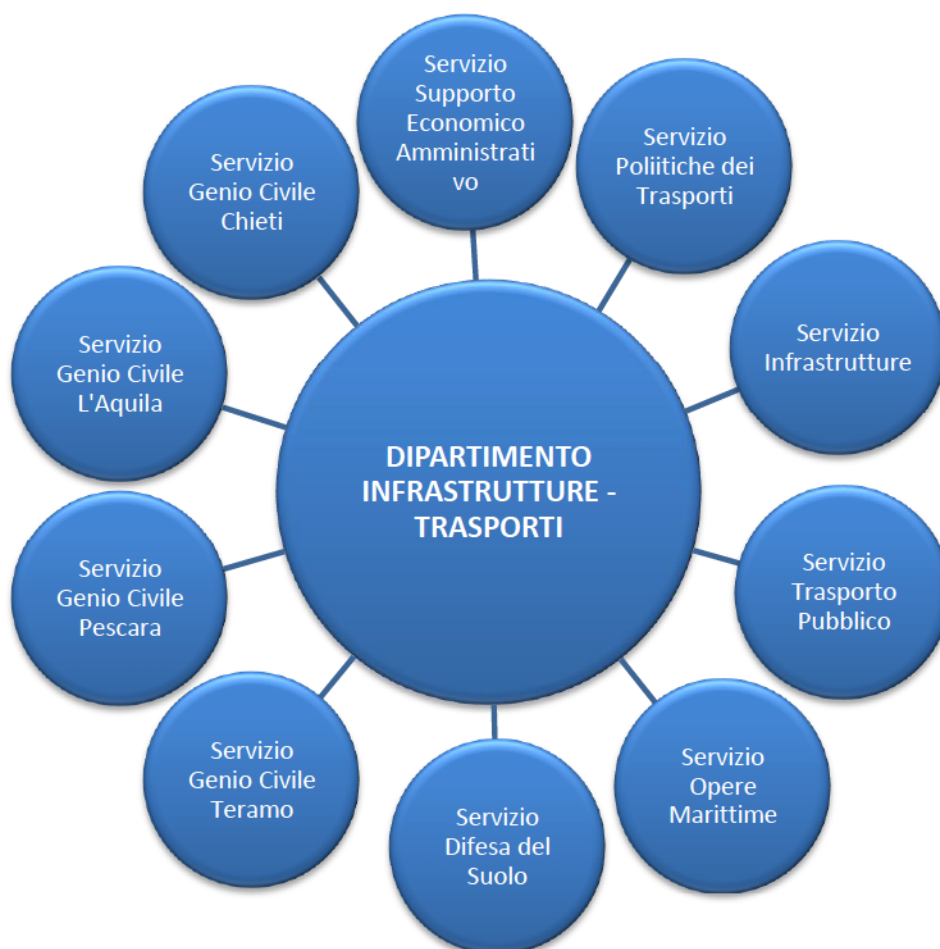 Servizio
Supporto
Economico
Amministrati
vo
Servizio
Poliitiche dei
Trasporti
Servizio
Infrastrutture
Servizio
Trasporto
Pubblico
Servizio
Opere
Marittime
Servizio
Difesa del
Suolo
Servizio
Genio Civile
Teramo
Servizio
Genio Civile
Pescara
Servizio
Genio Civile
L'Aquila
Servizio
Genio Civile
Chieti
DIPARTIMENTO
INFRASTRUTTURE -
TRASPORTI